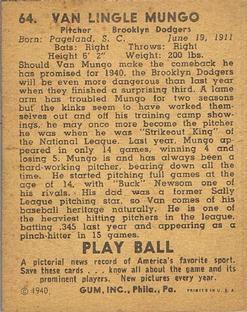 64. VAN LINGLE MUNGO
Pitcher - Brooklyn Dodgers
Born: Pageland, S. C. June 19, 1911
Bats: Right Throws: Right
Height 6' 2" Weight: 200 lbs.
Should Van Mungo make the comeback he
has promised for 1940, the Brooklyn Dodgers
will be even more dangerous than last year
when they finished a surprising third. A lame
arm has troubled Mungo for two seasons
but the kinks seem to have worked them-
selves out and off his training camp show-
ings, he may once more become the pitcher
he was when he was "Strikeout King" of
the National League. Last year, Mungo ap-
peared in only 14 games, winning 4 and
losing 5. Mungo is and has always been a
hard-working pitcher, bearing down all the
time. He started pitching full games at the
age of 14, with "Buck" Newsom one of
his rivals. His dad was a former Sally
League pitching star, so Van comes of his
baseball heritage naturally. He is one of
the heaviest hitting pitchers in the league,
batting .345 last year and appearing as a
pinch-hitter in 15 games.
PLAY BALL
A pictorial news record of America's favorite sport.
Save these cards . . . know all about the game and its
prominent players. New pictures ever so often.
© 1940, GUM, INC., Phila., Pa. PRINTED IN U. S. A.